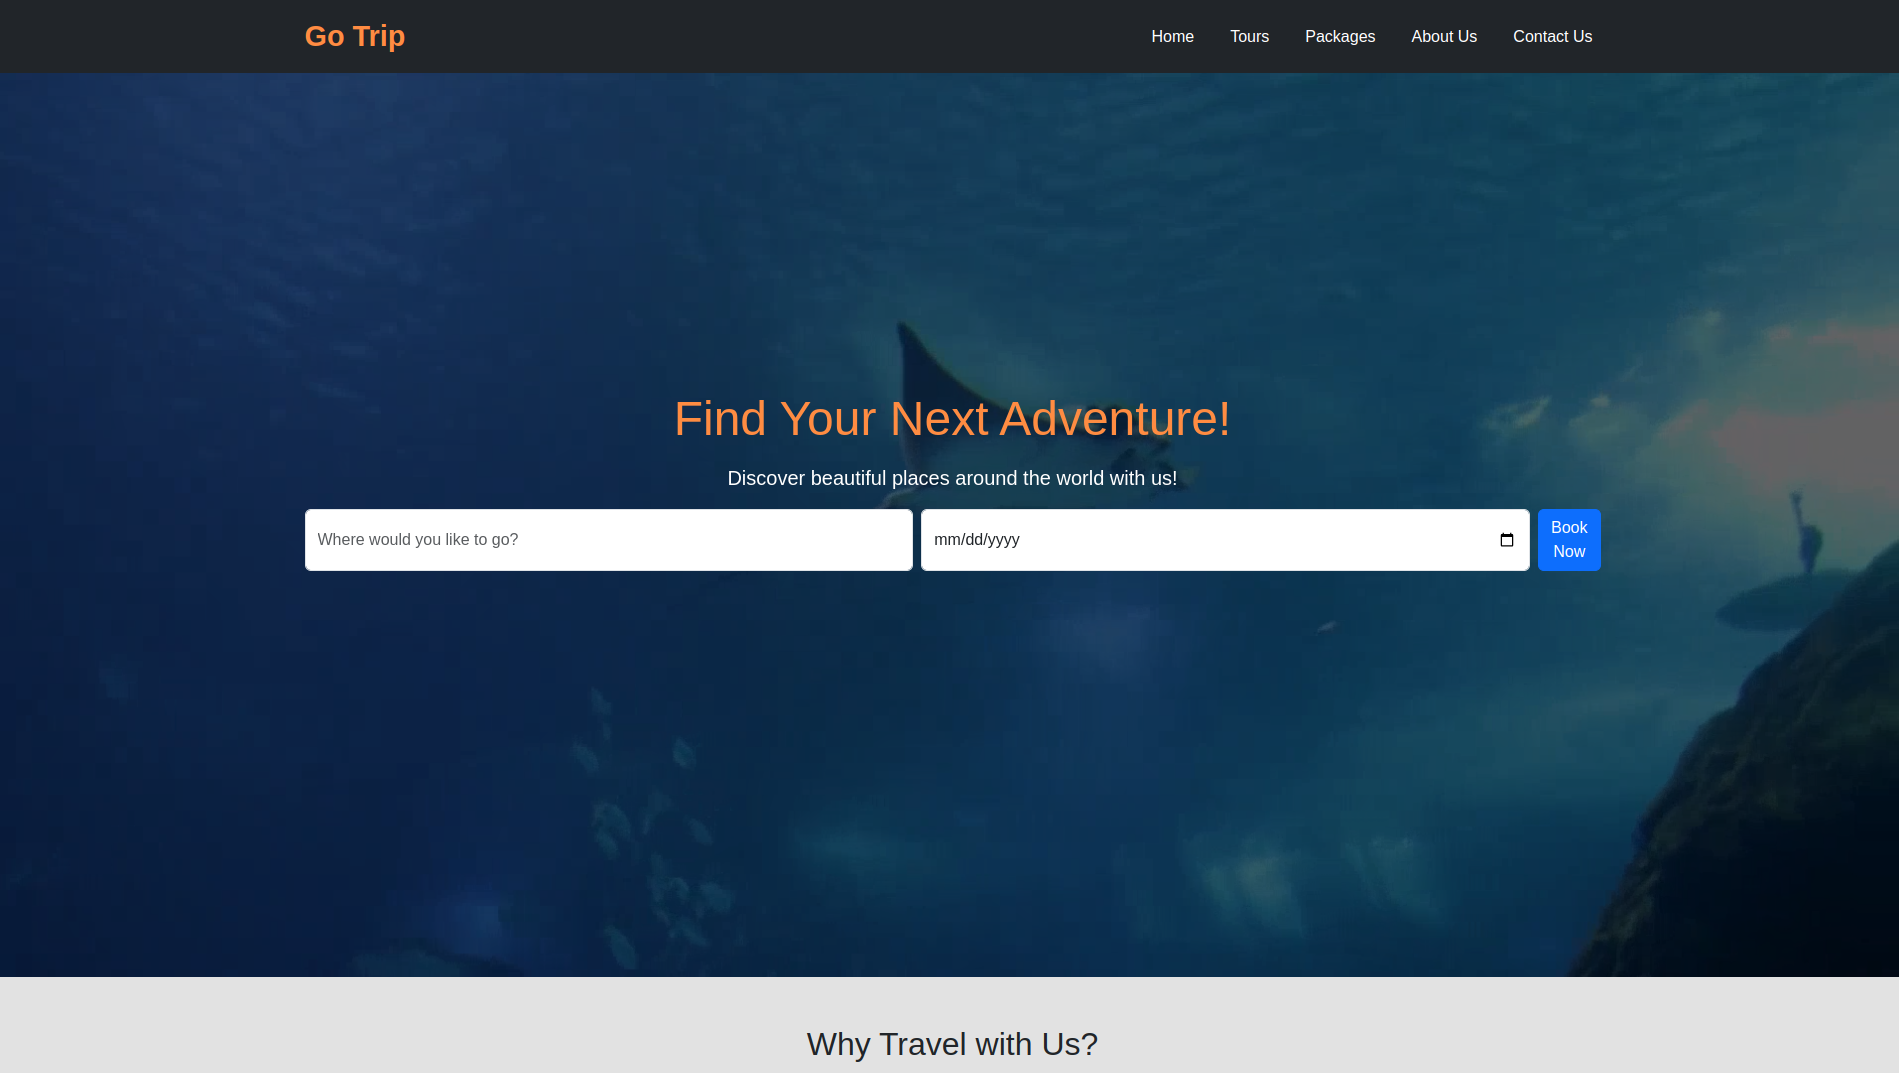 Go Trip
Home Tours Packages About Us Contact Us
Find Your Next Adventure!
Discover beautiful places around the world with us!
Where would you like to go?
mm/dd/yyyy
Book
Now
Why Travel with Us?